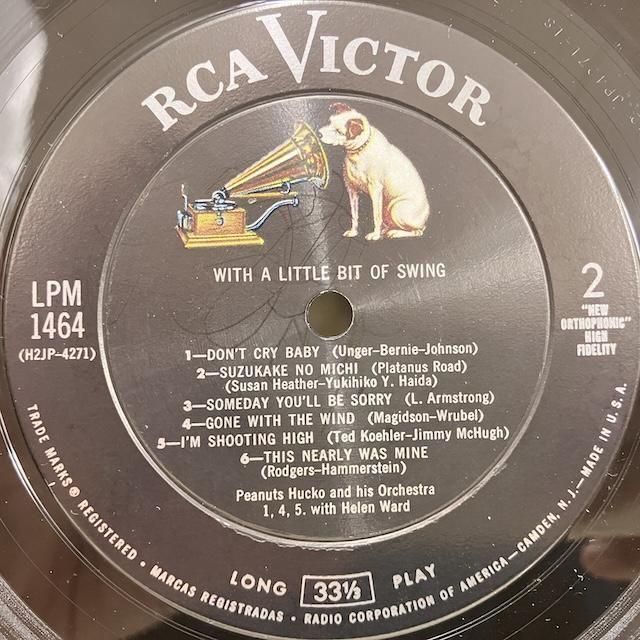 RCA VICTOR
WITH A LITTLE BIT OF SWING
LPM
1464
(H2JP-4271)
2
"NEW
ORTHOPHONIC"
HIGH
FIDELITY
1—DON'T CRY BABY (Unger-Bernie-Johnson)
2—SUZUKAKE NO MICHI (Platanus Road)
(Susan Heather-Yukihiko Y. Haida)
3—SOMEDAY YOU'LL BE SORRY (L. Armstrong)
4—GONE WITH THE WIND (Magidson-Wrubel)
5—I'M SHOOTING HIGH (Ted Koehler-Jimmy McHugh)
6—THIS NEARLY WAS MINE
(Rodgers-Hammerstein)
Peanuts Hucko and his Orchestra
1, 4, 5. with Helen Ward
LONG 33⅓ PLAY
TRADE MARKS® REGISTERED • MARCAS REGISTRADAS • RADIO CORPORATION OF AMERICA—CAMDEN, N. J.—MADE IN U.S.A.